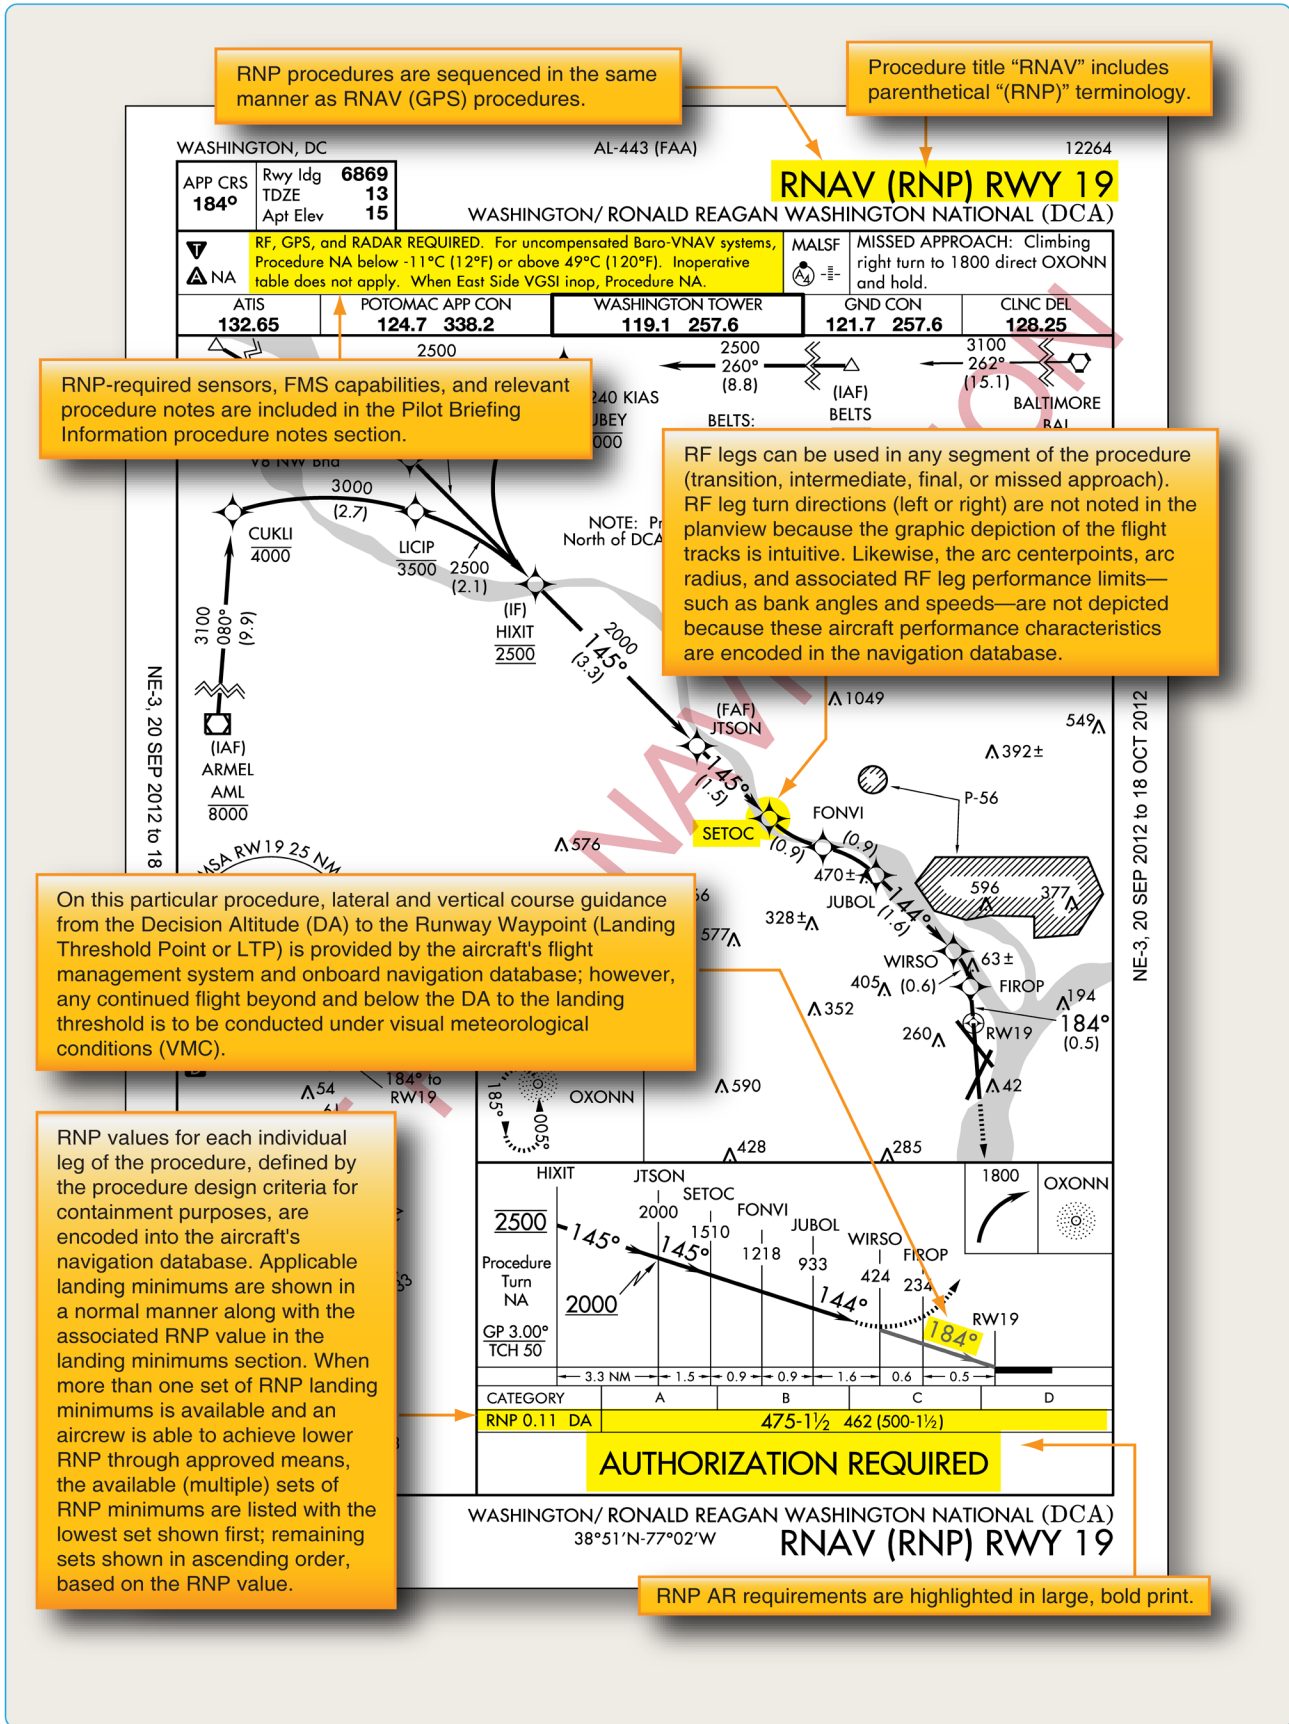 RNP procedures are sequenced in the same
manner as RNAV (GPS) procedures.
Procedure title “RNAV” includes
parenthetical “(RNP)” terminology.
WASHINGTON, DC
AL-443 (FAA)
12264
APP CRS
184°
Rwy ldg 6869
TDZE 13
Apt Elev 15
RNAV (RNP) RWY 19
WASHINGTON/ RONALD REAGAN WASHINGTON NATIONAL (DCA)
T
A NA
RF, GPS, and RADAR REQUIRED. For uncompensated Baro-VNAV systems,
Procedure NA below -11°C (12°F) or above 49°C (120°F). Inoperative
table does not apply. When East Side VGSI inop, Procedure NA.
MALSF
A4
MISSED APPROACH: Climbing
right turn to 1800 direct OXONN
and hold.
ATIS
132.65
POTOMAC APP CON
124.7 338.2
WASHINGTON TOWER
119.1 257.6
GND CON
121.7 257.6
CLNC DEL
128.25
2500
2500
260°
(8.8)
(IAF)
BELTS
3100
262°
(15.1)
BALTIMORE
BAL
240 KIAS
BELTS:
RNP-required sensors, FMS capabilities, and relevant
procedure notes are included in the Pilot Briefing
Information procedure notes section.
RF legs can be used in any segment of the procedure
(transition, intermediate, final, or missed approach).
RF leg turn directions (left or right) are not noted in the
planview because the graphic depiction of the flight
tracks is intuitive. Likewise, the arc centerpoints, arc
radius, and associated RF leg performance limits—
such as bank angles and speeds—are not depicted
because these aircraft performance characteristics
are encoded in the navigation database.
V8 NW Bnd
3000
(2.7)
CUKLI
4000
LICIP
3500
2500
(2.1)
NOTE:
North of DCA
(IF)
HIXIT
2500
3100
080°
(9.9)
2000
145°
(3.3)
(IAF)
ARMEL
AML
8000
(FAF)
JTSON
145°
(1.5)
SETOC
(0.9)
FONVI
(0.9)
470±
JUBOL
144°
(1.6)
1049
549
392±
P-56
596
377
576
577
328±
405
352
WIRSO
(0.6)
63±
FIROP
194
184°
(0.5)
260
RW19
42
590
428
285
MSA RW19 25 NM
NE-3, 20 SEP 2012 to 18
NE-3, 20 SEP 2012 to 18 OCT 2012
On this particular procedure, lateral and vertical course guidance
from the Decision Altitude (DA) to the Runway Waypoint (Landing
Threshold Point or LTP) is provided by the aircraft's flight
management system and onboard navigation database; however,
any continued flight beyond and below the DA to the landing
threshold is to be conducted under visual meteorological
conditions (VMC).
54
184° to
RW19
185°
005°
OXONN
RNP values for each individual
leg of the procedure, defined by
the procedure design criteria for
containment purposes, are
encoded into the aircraft's
navigation database. Applicable
landing minimums are shown in
a normal manner along with the
associated RNP value in the
landing minimums section. When
more than one set of RNP landing
minimums is available and an
aircrew is able to achieve lower
RNP through approved means,
the available (multiple) sets of
RNP minimums are listed with the
lowest set shown first; remaining
sets shown in ascending order,
based on the RNP value.
HIXIT
JTSON
2000
SETOC
1510
FONVI
1218
JUBOL
933
WIRSO
424
FIROP
234
RW19
1800
OXONN
2500
145°
145°
144°
184°
2000
Procedure
Turn
NA
GP 3.00°
TCH 50
3.3 NM 1.5 0.9 0.9 1.6 0.6 0.5
CATEGORY A B C D
RNP 0.11 DA 475-1½ 462 (500-1½)
AUTHORIZATION REQUIRED
WASHINGTON/ RONALD REAGAN WASHINGTON NATIONAL (DCA)
38°51′N-77°02′W
RNAV (RNP) RWY 19
RNP AR requirements are highlighted in large, bold print.